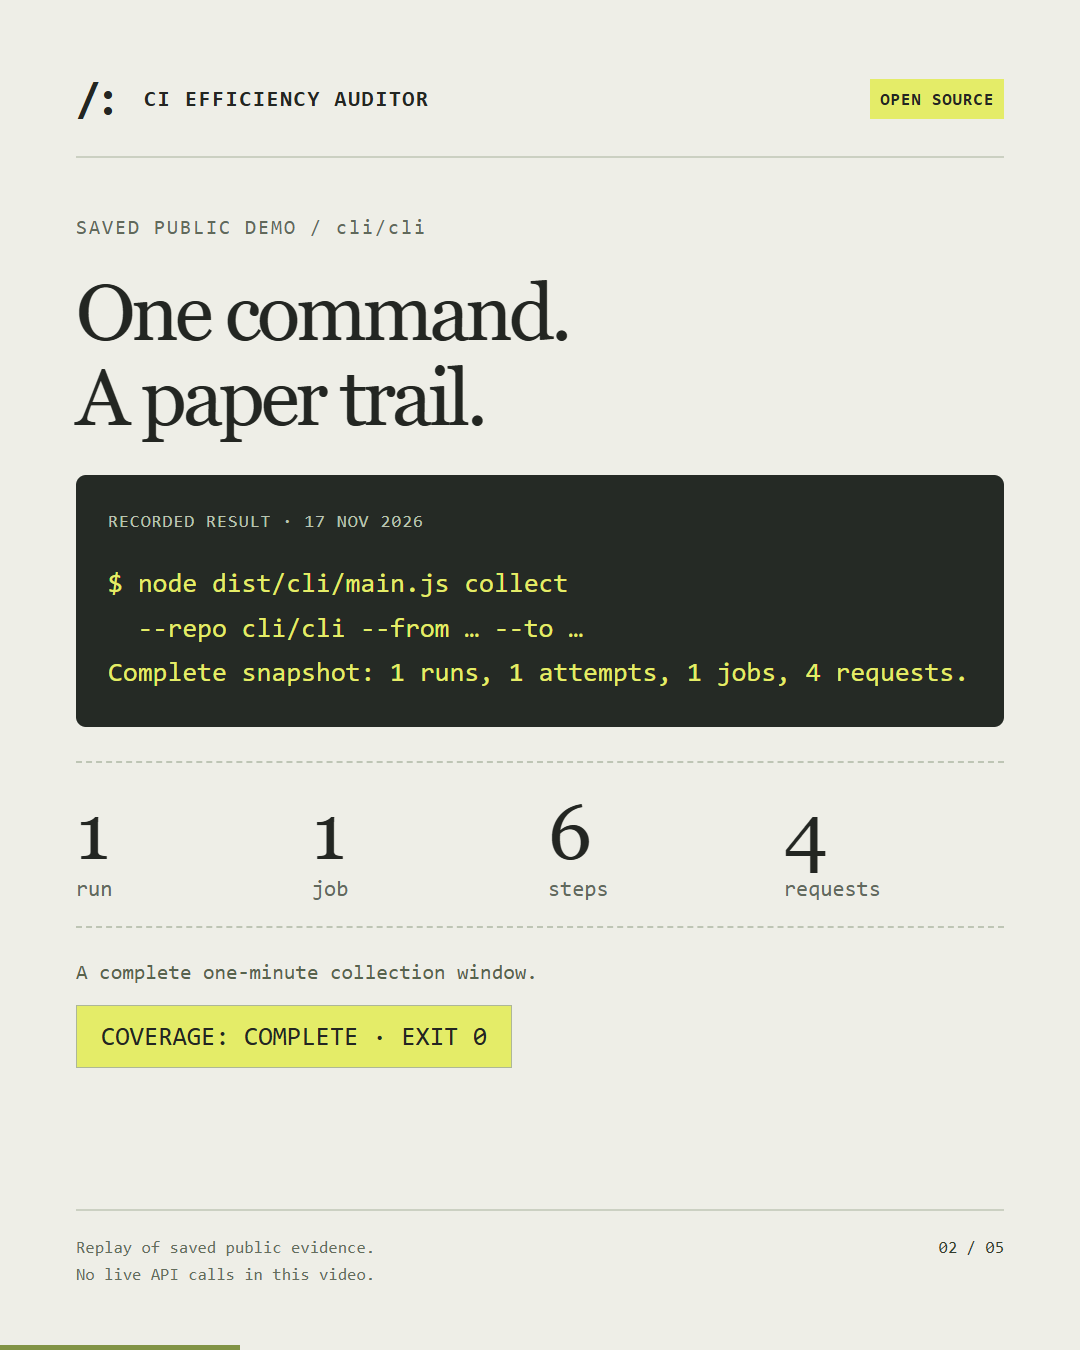 /: CI EFFICIENCY AUDITOR
OPEN SOURCE
SAVED PUBLIC DEMO / cli/cli
One command.
A paper trail.
RECORDED RESULT · 17 NOV 2026
$ node dist/cli/main.js collect
--repo cli/cli --from … --to …
Complete snapshot: 1 runs, 1 attempts, 1 jobs, 4 requests.
1
run
1
job
6
steps
4
requests
A complete one-minute collection window.
COVERAGE: COMPLETE · EXIT 0
Replay of saved public evidence.
No live API calls in this video.
02 / 05